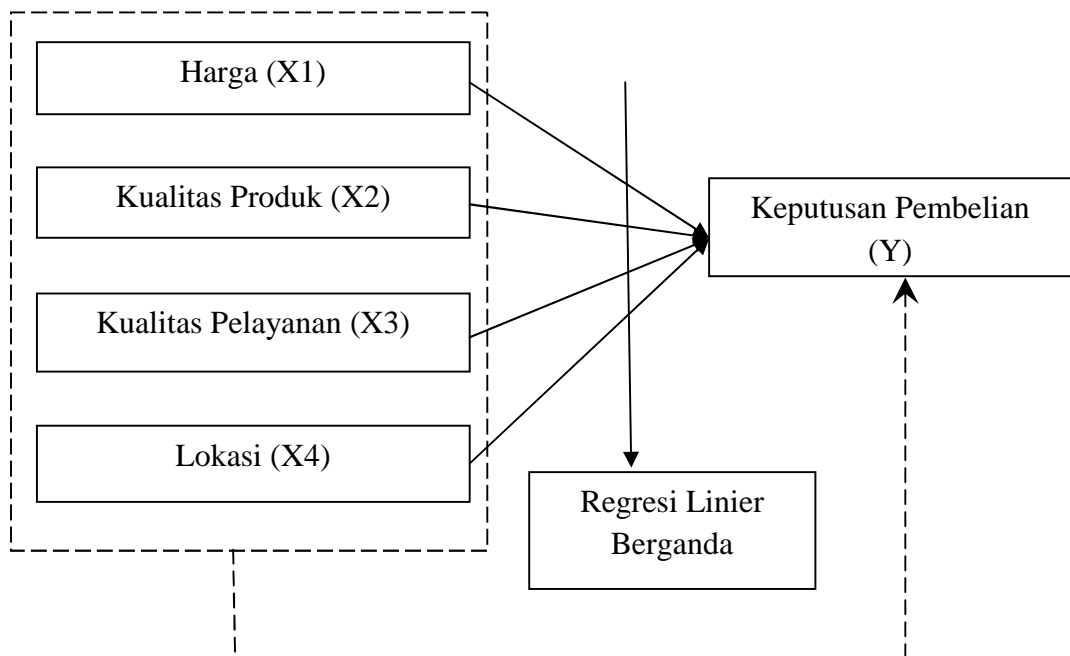 Harga (X1)
Kualitas Produk (X2)
Keputusan Pembelian
(Y)
Kualitas Pelayanan (X3)
Lokasi (X4)
Regresi Linier
Berganda